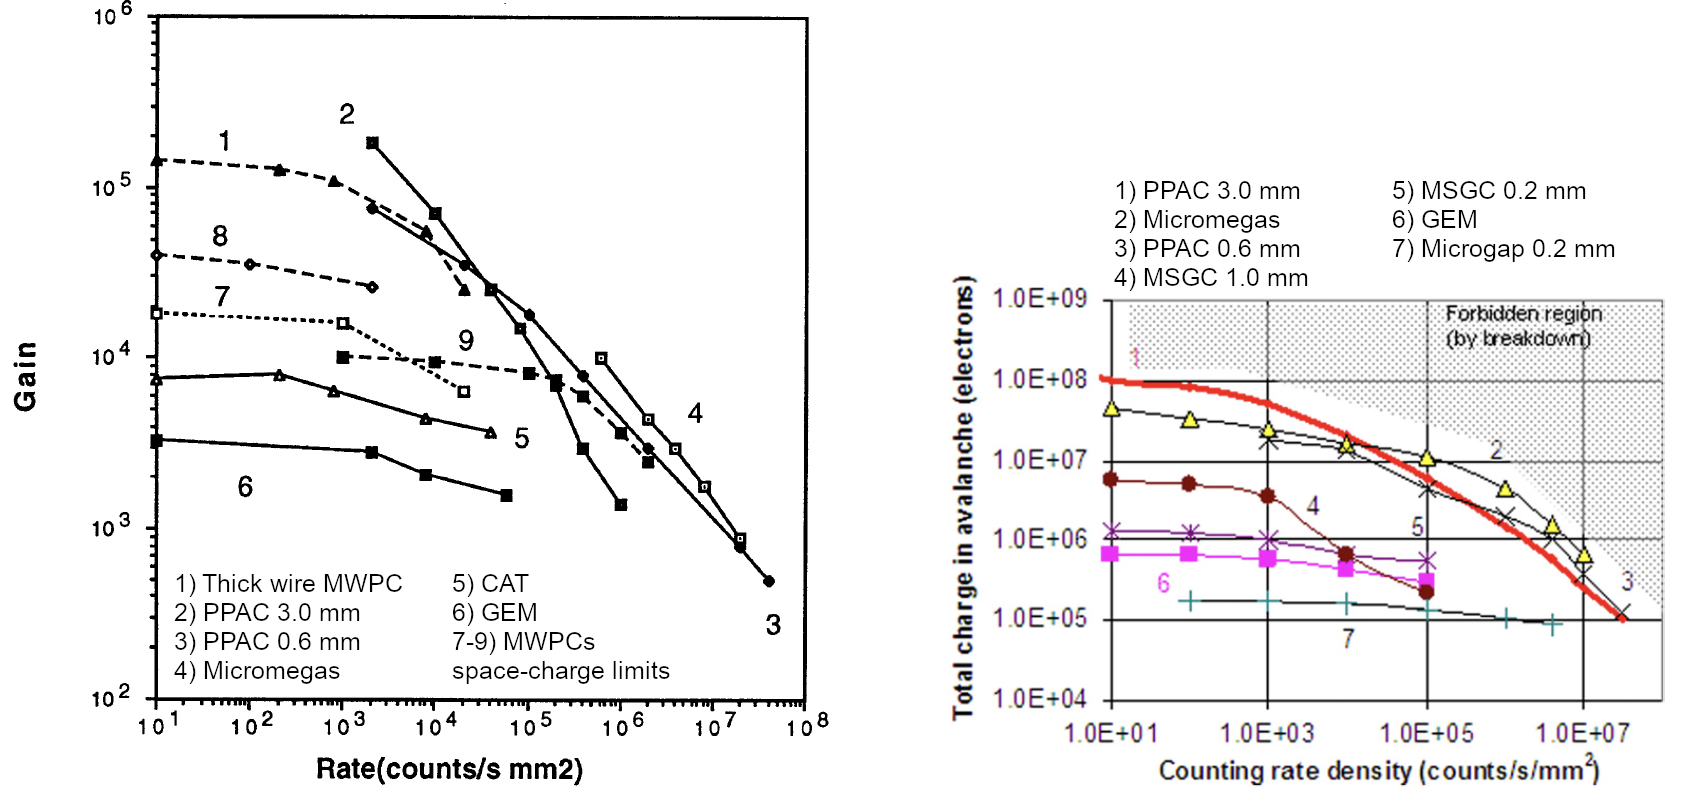 10^6
10^5
10^4
10^3
10^2
Gain
1
2
8
7
9
4
5
6
3
1) Thick wire MWPC
2) PPAC 3.0 mm
3) PPAC 0.6 mm
4) Micromegas
5) CAT
6) GEM
7-9) MWPCs
space-charge limits
10^1 10^2 10^3 10^4 10^5 10^6 10^7 10^8
Rate(counts/s mm2)
1) PPAC 3.0 mm
2) Micromegas
3) PPAC 0.6 mm
4) MSGC 1.0 mm
5) MSGC 0.2 mm
6) GEM
7) Microgap 0.2 mm
Total charge in avalanche (electrons)
1.0E+09
1.0E+08
1.0E+07
1.0E+06
1.0E+05
1.0E+04
Forbidden region
(by breakdown)
1
2
4
5
6
3
7
1.0E+01 1.0E+03 1.0E+05 1.0E+07
Counting rate density (counts/s/mm²)